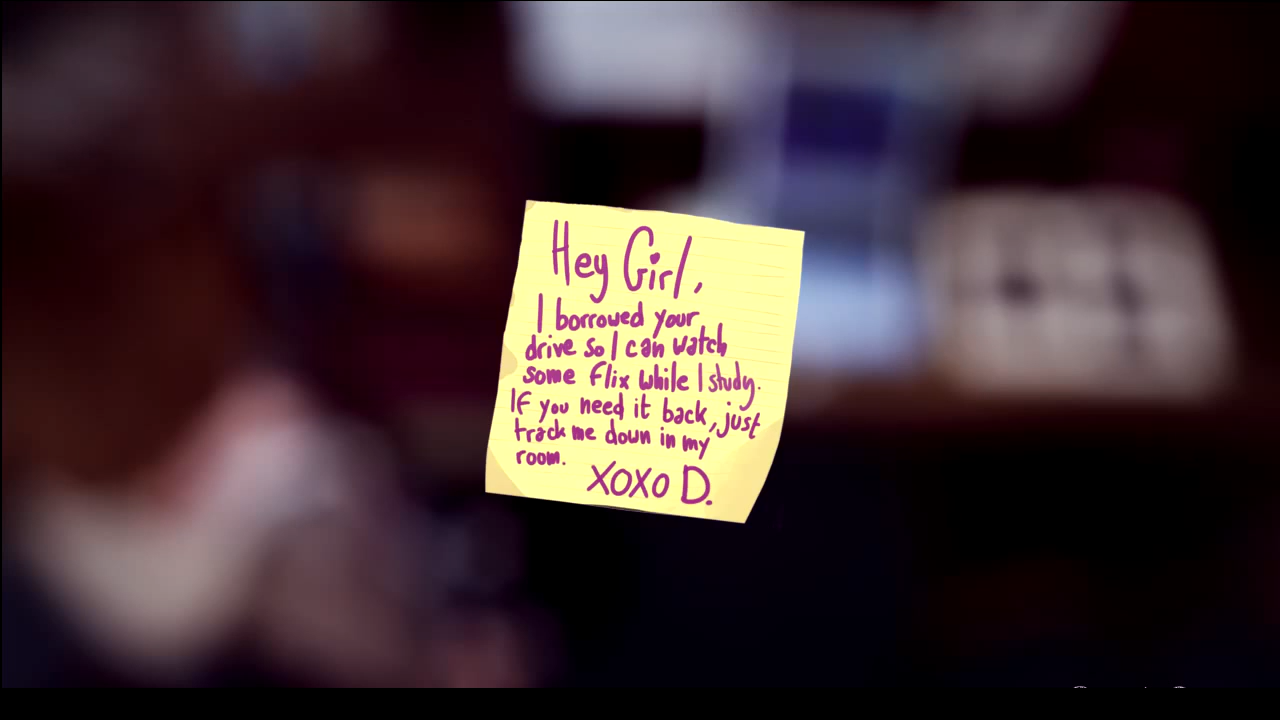 Hey Girl,
I borrowed your
drive so I can watch
some flix while I study.
If you need it back, just
track me down in my
room.
XOXO D.